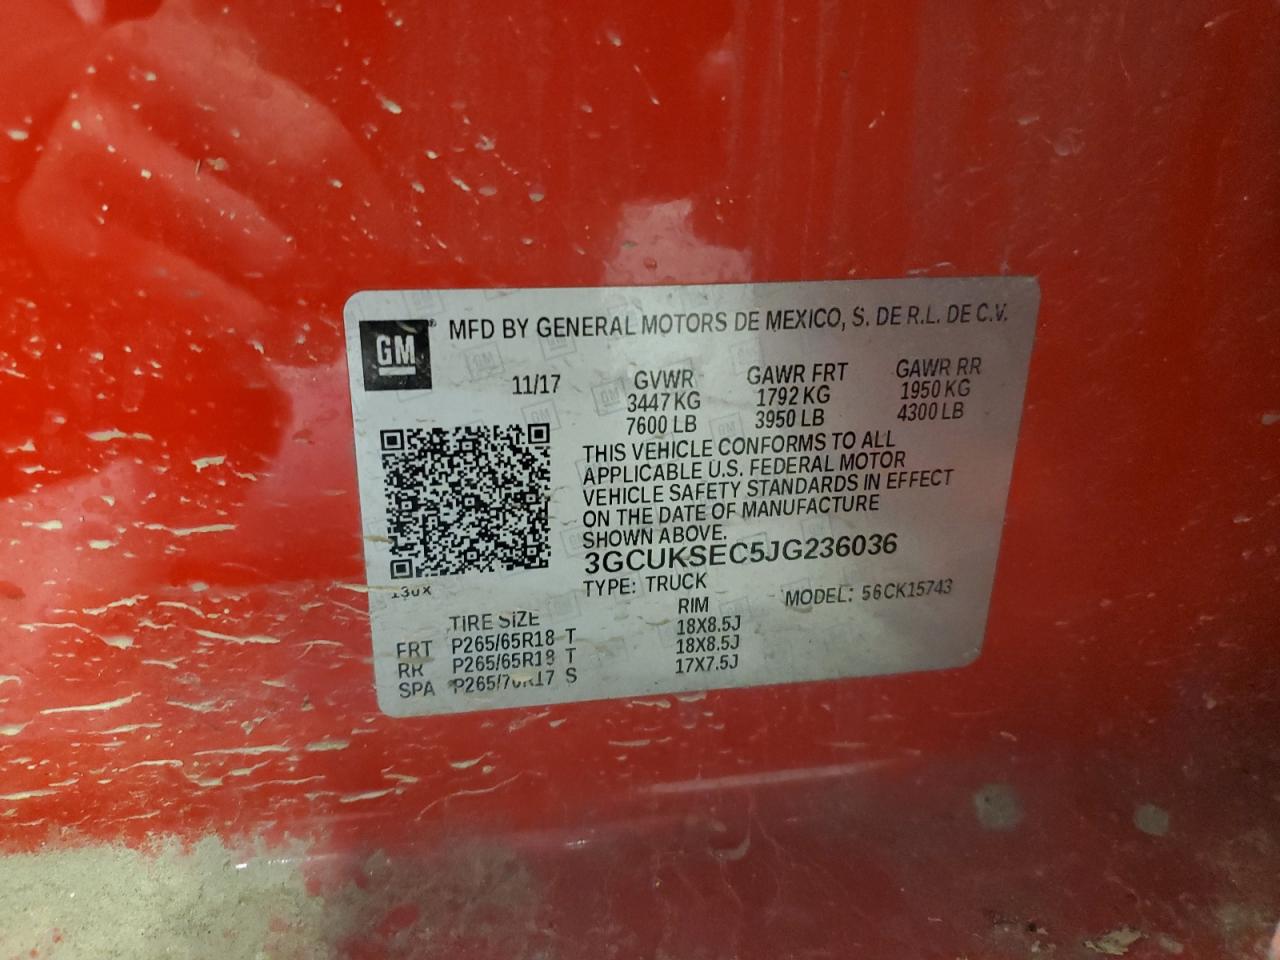 GM
MFD BY GENERAL MOTORS DE MEXICO, S. DE R.L. DE C.V.
11/17 GVWR GAWR FRT GAWR RR
3447 KG 1792 KG 1950 KG
7600 LB 3950 LB 4300 LB
THIS VEHICLE CONFORMS TO ALL
APPLICABLE U.S. FEDERAL MOTOR
VEHICLE SAFETY STANDARDS IN EFFECT
ON THE DATE OF MANUFACTURE
SHOWN ABOVE.
3GCUKSEC5JG236036
TYPE: TRUCK MODEL: 56CK15743
TIRE SIZE RIM
FRT P265/65R18 T 18X8.5J
RR P265/65R18 T 18X8.5J
SPA P265/70R17 S 17X7.5J